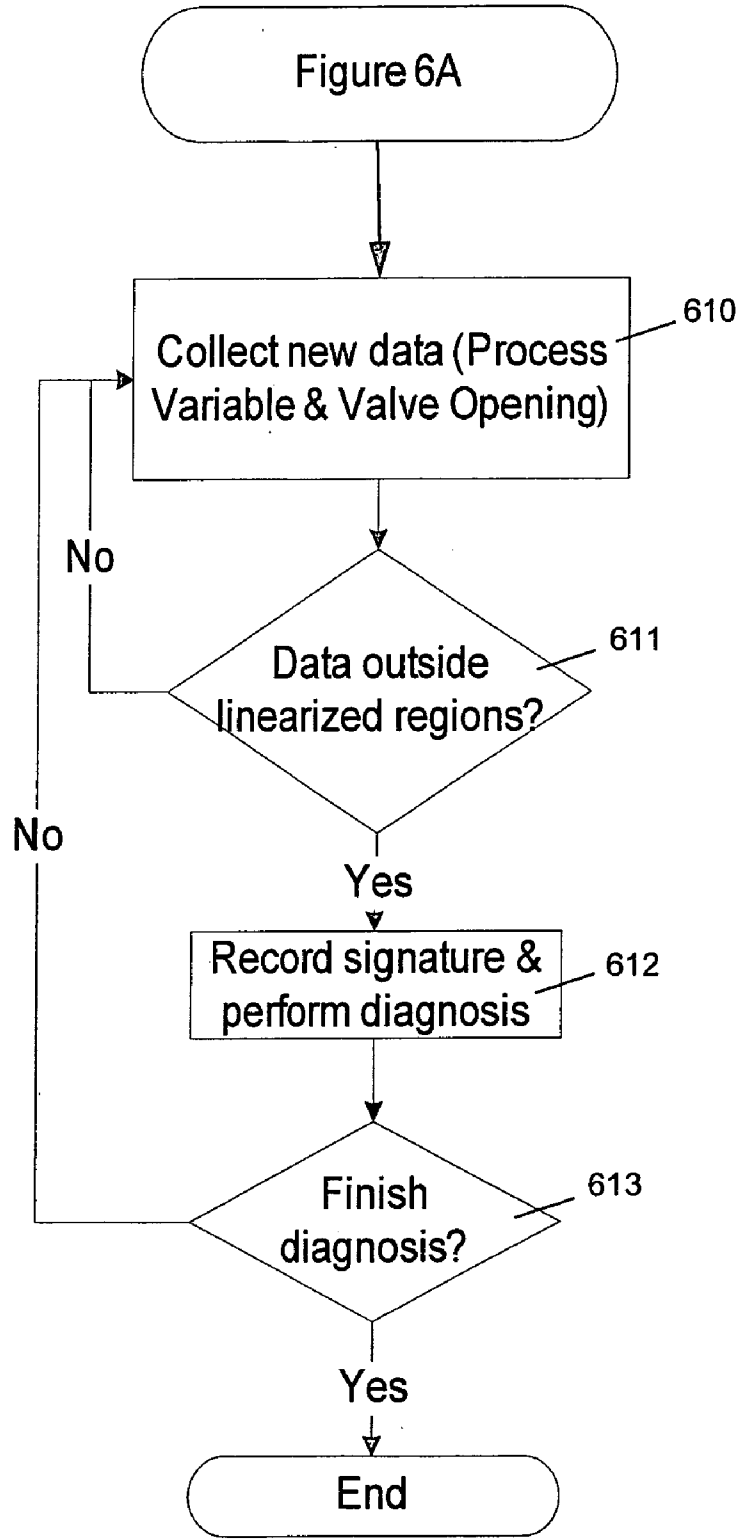 Figure 6A
610
Collect new data (Process
Variable & Valve Opening)
No
611
Data outside
linearized regions?
No
Yes
Record signature &
perform diagnosis
612
613
Finish
diagnosis?
Yes
End